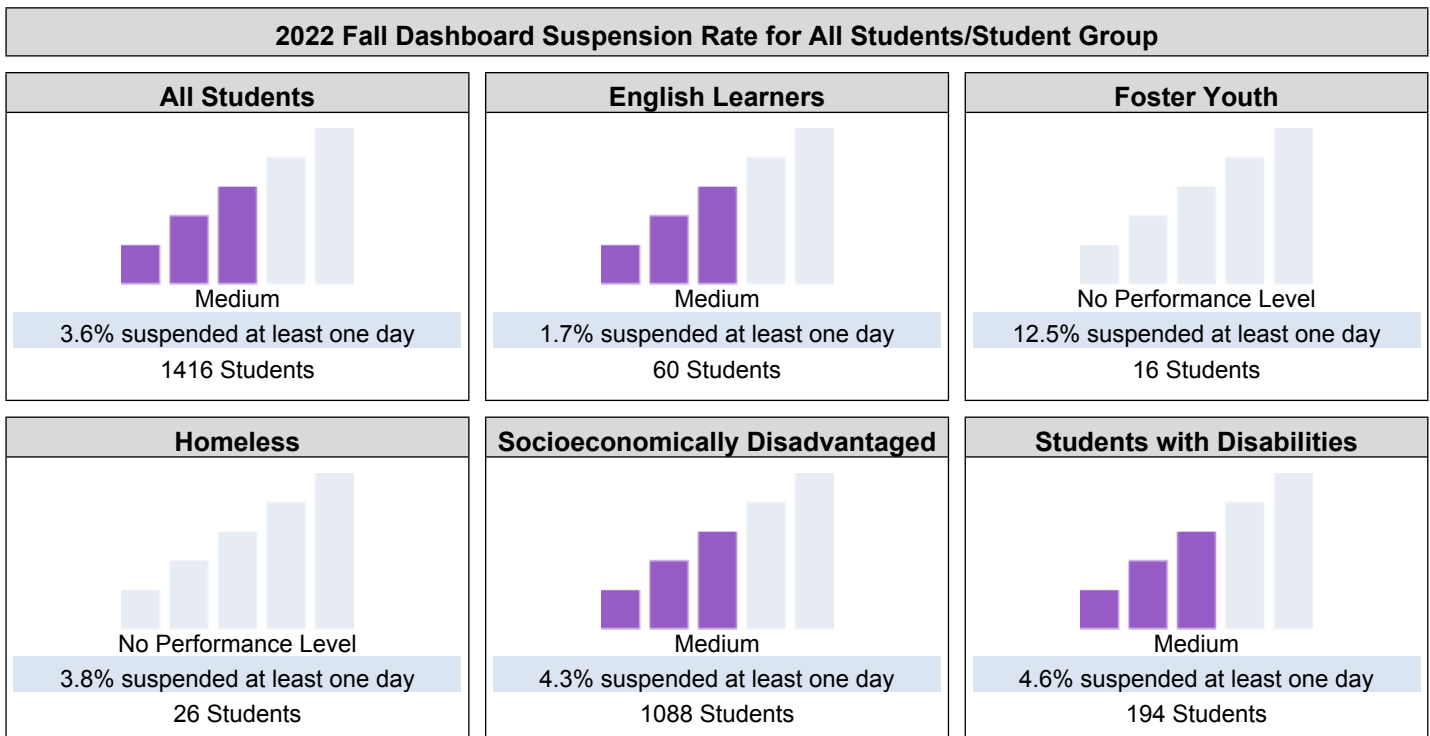 2022 Fall Dashboard Suspension Rate for All Students/Student Group
All Students
Medium
3.6% suspended at least one day
1416 Students
English Learners
Medium
1.7% suspended at least one day
60 Students
Foster Youth
No Performance Level
12.5% suspended at least one day
16 Students
Homeless
No Performance Level
3.8% suspended at least one day
26 Students
Socioeconomically Disadvantaged
Medium
4.3% suspended at least one day
1088 Students
Students with Disabilities
Medium
4.6% suspended at least one day
194 Students